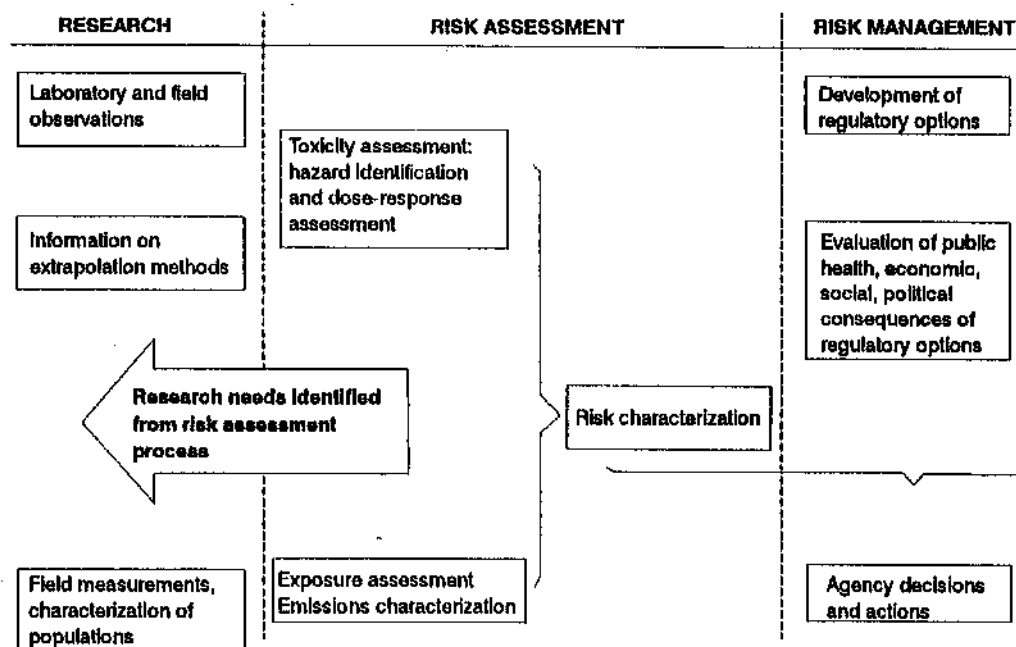 RESEARCH
RISK ASSESSMENT
RISK MANAGEMENT
Laboratory and field
observations
Information on
extrapolation methods
Research needs identified
from risk assessment
process
Field measurements,
characterization of
populations
Toxicity assessment:
hazard identification
and dose-response
assessment
Exposure assessment
Emissions characterization
Risk characterization
Development of
regulatory options
Evaluation of public
health, economic,
social, political
consequences of
regulatory options
Agency decisions
and actions